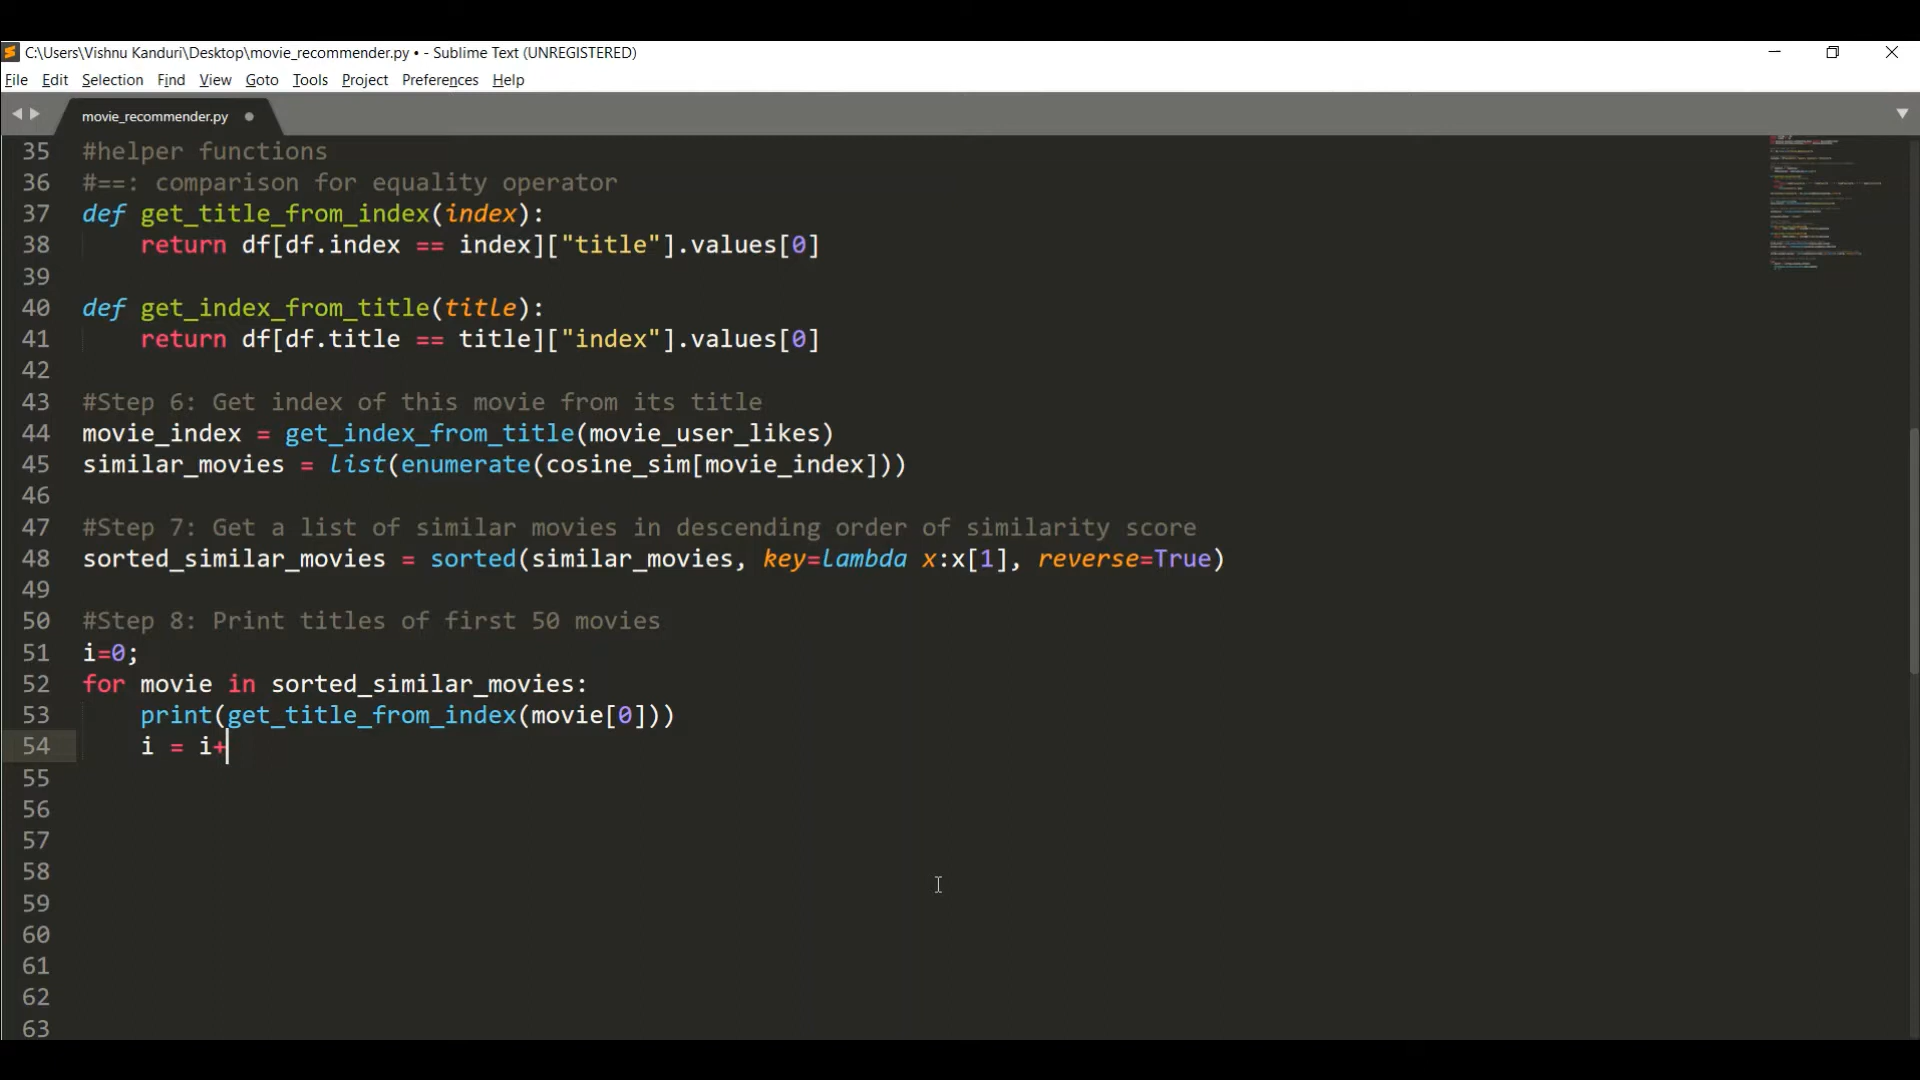 C:\Users\Vishnu Kanduri\Desktop\movie_recommender.py • - Sublime Text (UNREGISTERED)
File Edit Selection Find View Goto Tools Project Preferences Help
movie_recommender.py
35 #helper functions
36 #==: comparison for equality operator
37 def get_title_from_index(index):
38     return df[df.index == index]["title"].values[0]
39
40 def get_index_from_title(title):
41     return df[df.title == title]["index"].values[0]
42
43 #Step 6: Get index of this movie from its title
44 movie_index = get_index_from_title(movie_user_likes)
45 similar_movies = list(enumerate(cosine_sim[movie_index]))
46
47 #Step 7: Get a list of similar movies in descending order of similarity score
48 sorted_similar_movies = sorted(similar_movies, key=lambda x:x[1], reverse=True)
49
50 #Step 8: Print titles of first 50 movies
51 i=0;
52 for movie in sorted_similar_movies:
53     print(get_title_from_index(movie[0]))
54     i = i+
55
56
57
58
59
60
61
62
63